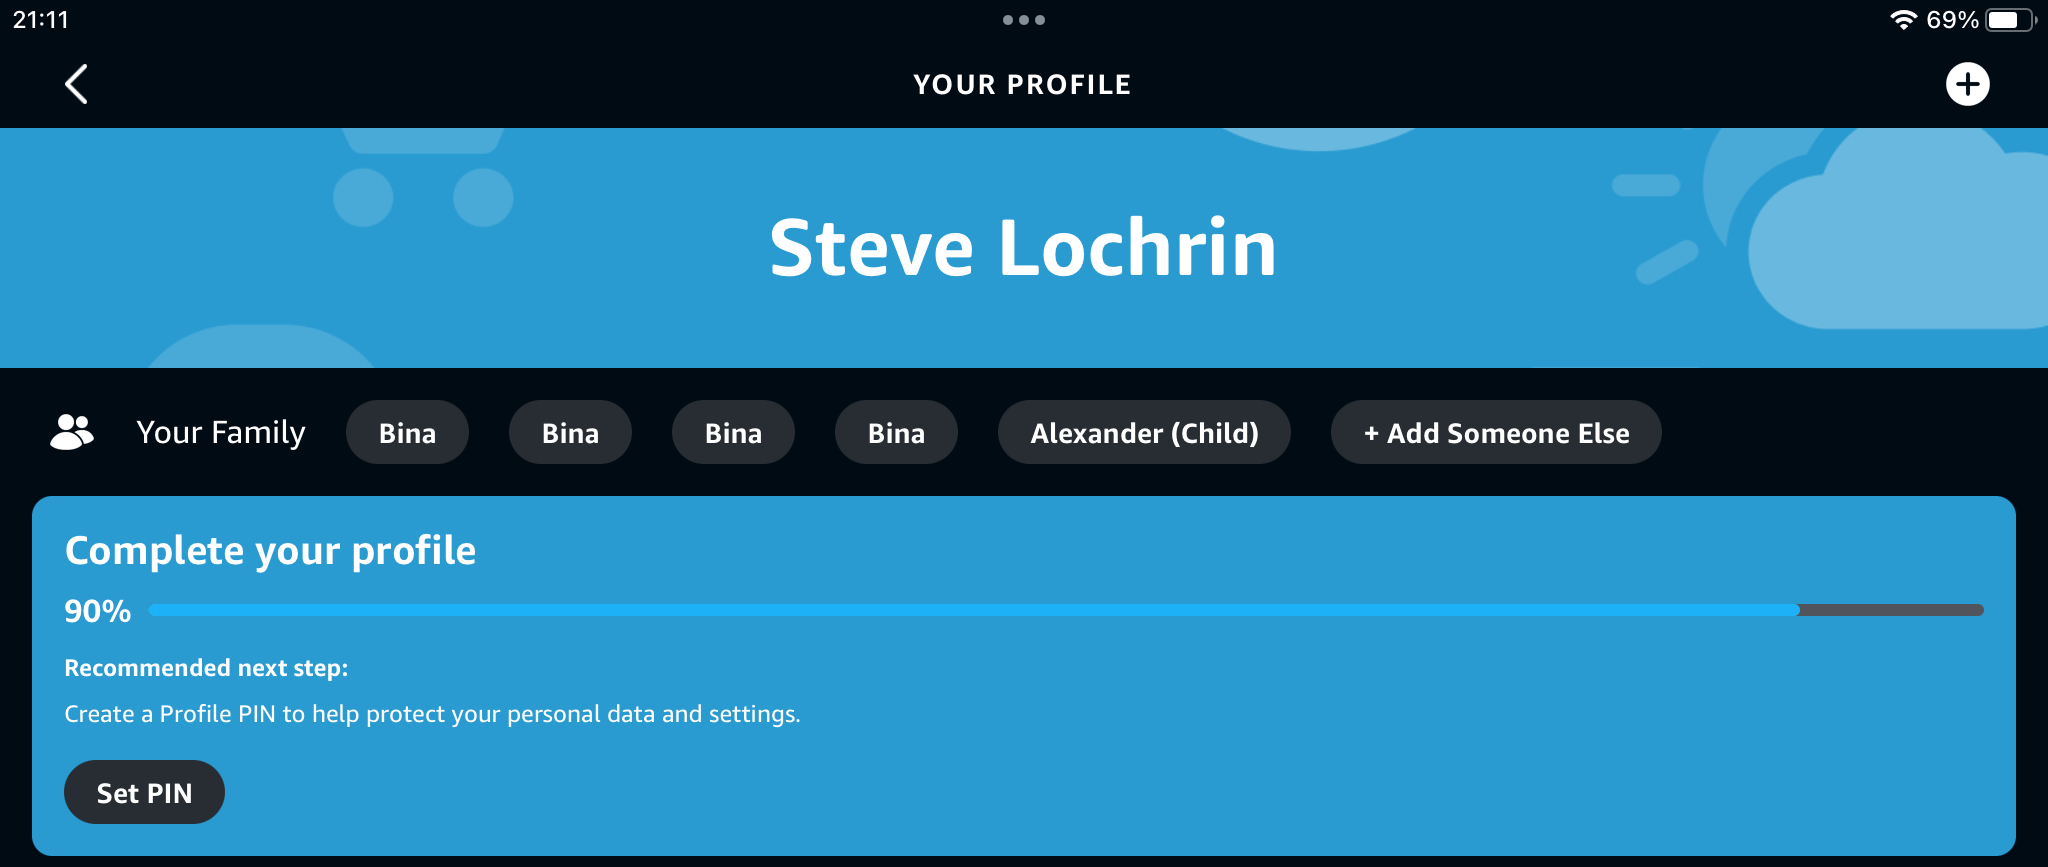 21:11
69%
YOUR PROFILE
Steve Lochrin
Your Family Bina Bina Bina Bina Alexander (Child) + Add Someone Else
Complete your profile
90%
Recommended next step:
Create a Profile PIN to help protect your personal data and settings.
Set PIN